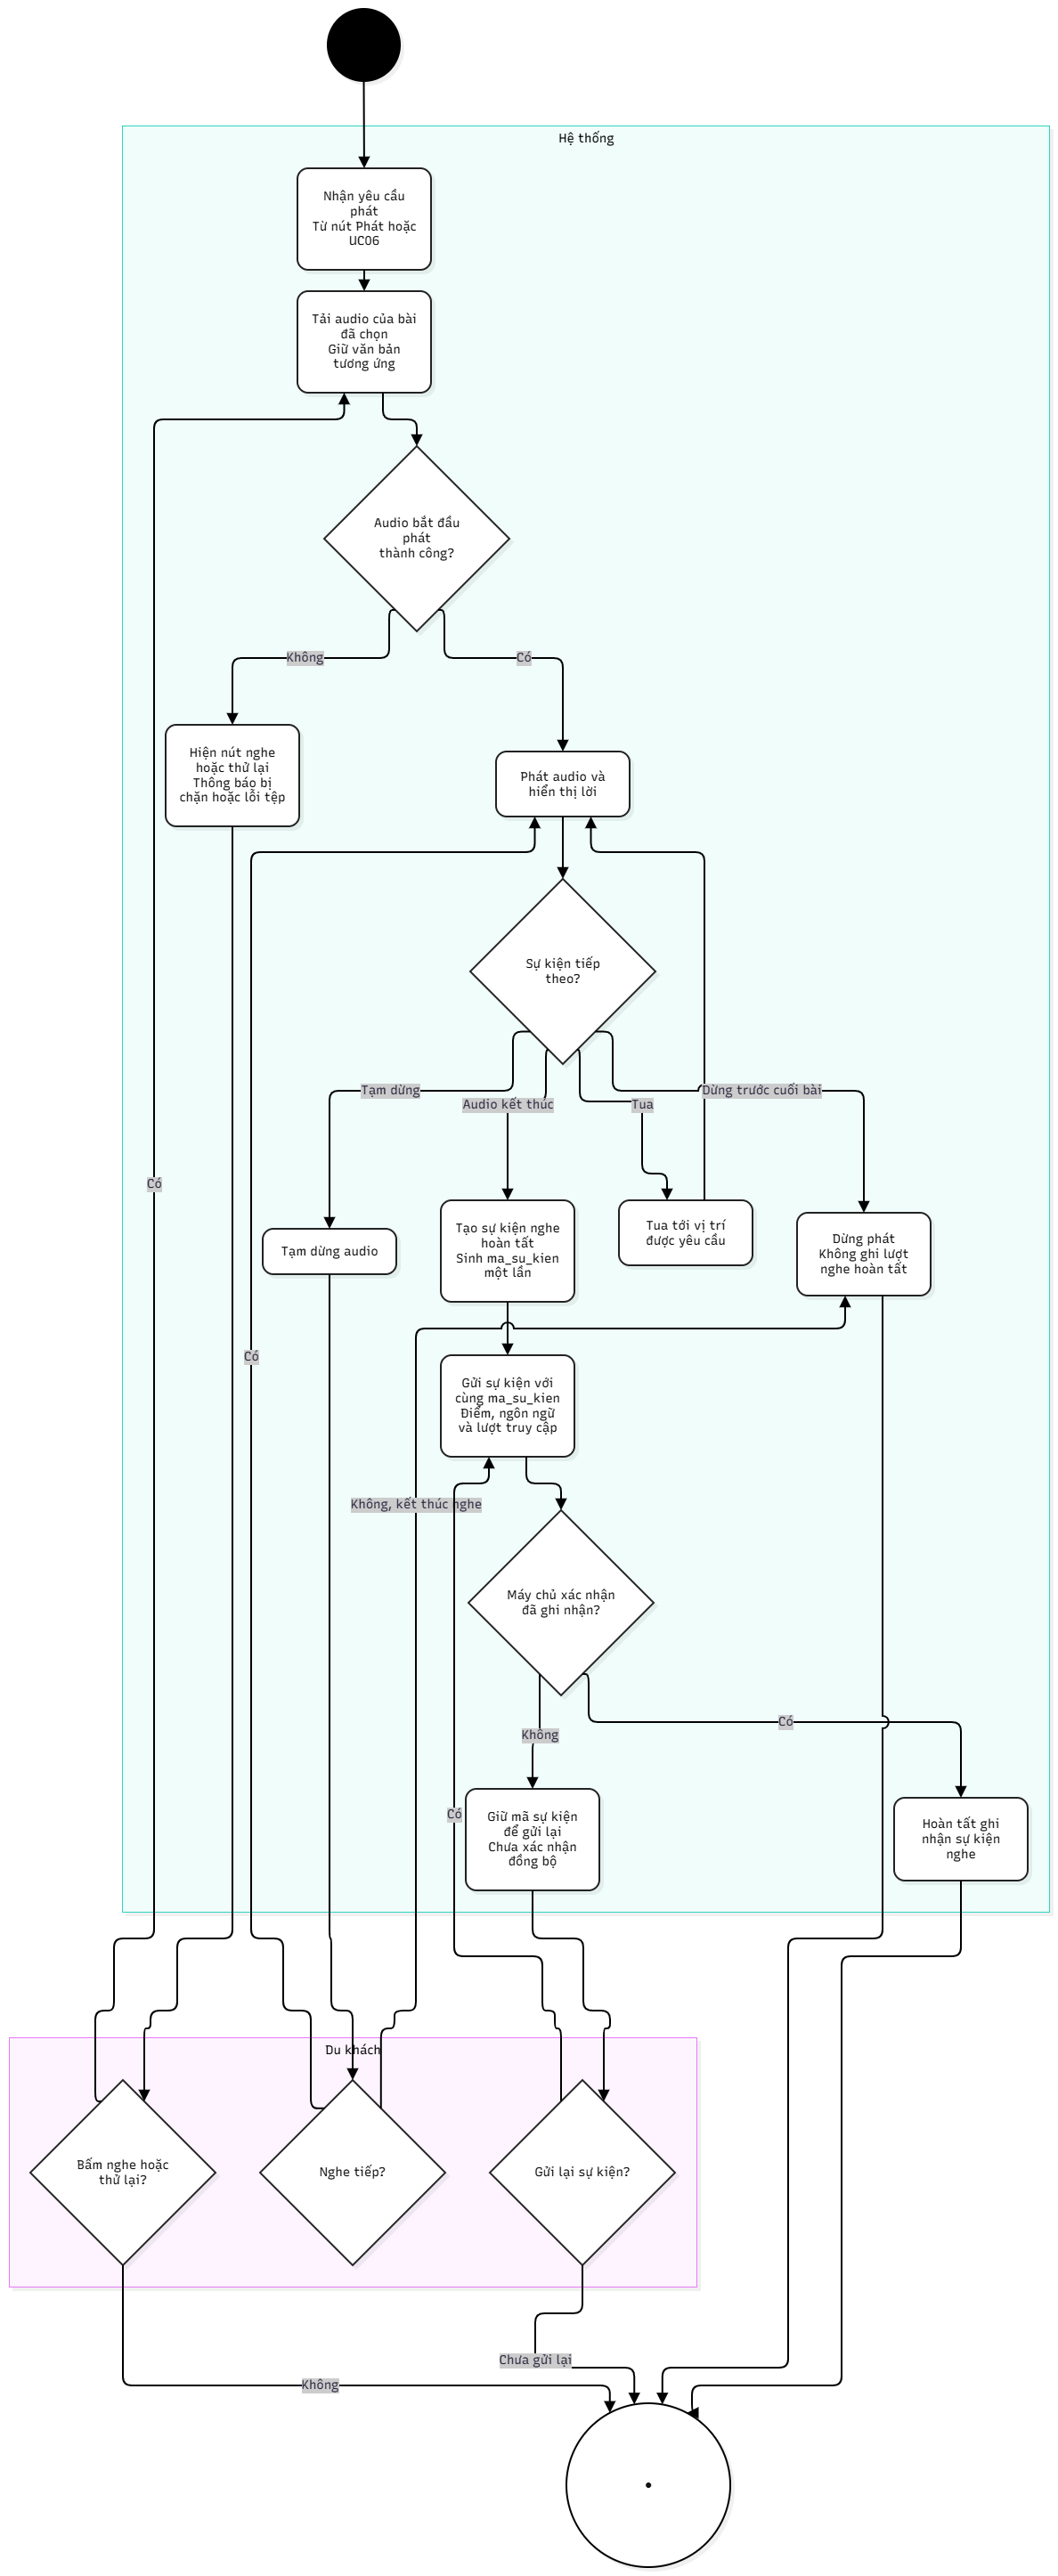 Hệ thống
Nhận yêu cầu
phát
Từ nút Phát hoặc
UC06
Tải audio của bài
đã chọn
Giữ văn bản
tương ứng
Audio bắt đầu
phát
thành công?
Không
Có
Hiện nút nghe
hoặc thử lại
Thông báo bị
chặn hoặc lỗi tệp
Phát audio và
hiển thị lời
Sự kiện tiếp
theo?
Tạm dừng
Audio kết thúc
Tua
Dừng trước cuối bài
Có
Tạm dừng audio
Tạo sự kiện nghe
hoàn tất
Sinh ma_su_kien
một lần
Tua tới vị trí
được yêu cầu
Dừng phát
Không ghi lượt
nghe hoàn tất
Có
Gửi sự kiện với
cùng ma_su_kien
Điểm, ngôn ngữ
và lượt truy cập
Không, kết thúc nghe
Máy chủ xác nhận
đã ghi nhận?
Không
Có
Có
Giữ mã sự kiện
để gửi lại
Chưa xác nhận
đồng bộ
Hoàn tất ghi
nhận sự kiện
nghe
Du khách
Bấm nghe hoặc
thử lại?
Nghe tiếp?
Gửi lại sự kiện?
Chưa gửi lại
Không